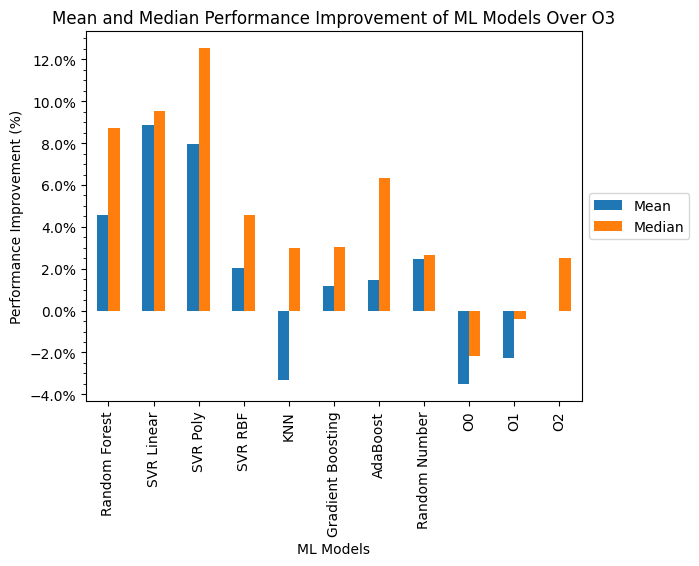 Mean and Median Performance Improvement of ML Models Over O3
Performance Improvement (%)
12.0%
10.0%
8.0%
6.0%
4.0%
2.0%
0.0%
−2.0%
−4.0%
Mean
Median
Random Forest
SVR Linear
SVR Poly
SVR RBF
KNN
Gradient Boosting
AdaBoost
Random Number
O0
O1
O2
ML Models